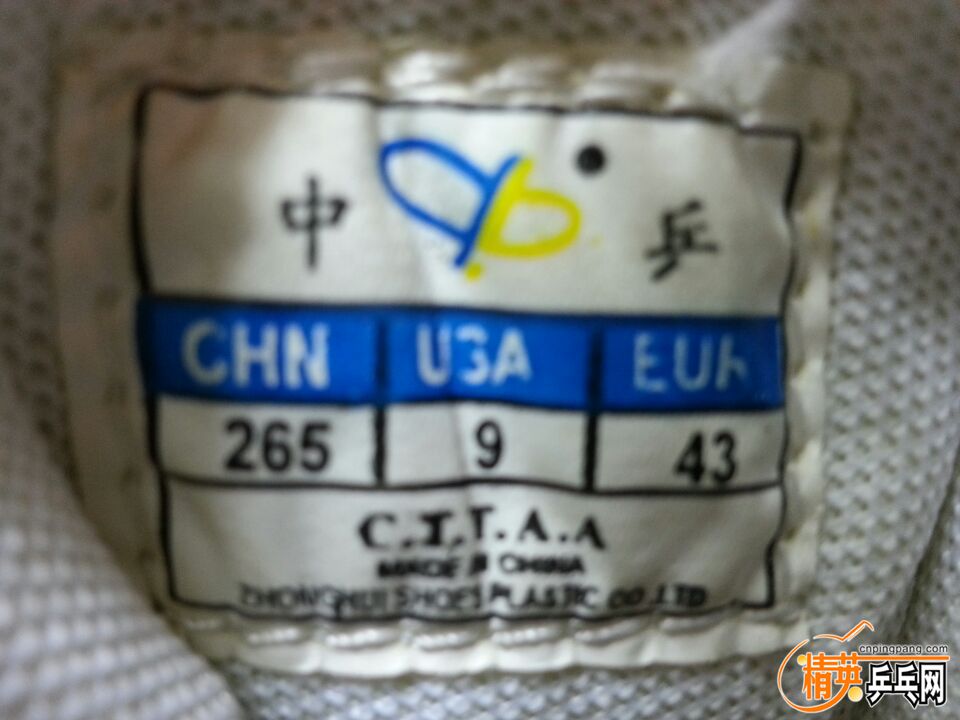 中 乒
CHN USA EUR
265 9 43
C.T.T.A.A
MADE IN CHINA
ZHONGHUI SHOES PLASTIC CO.,LTD
cnpingpang.com
精英乒乓网